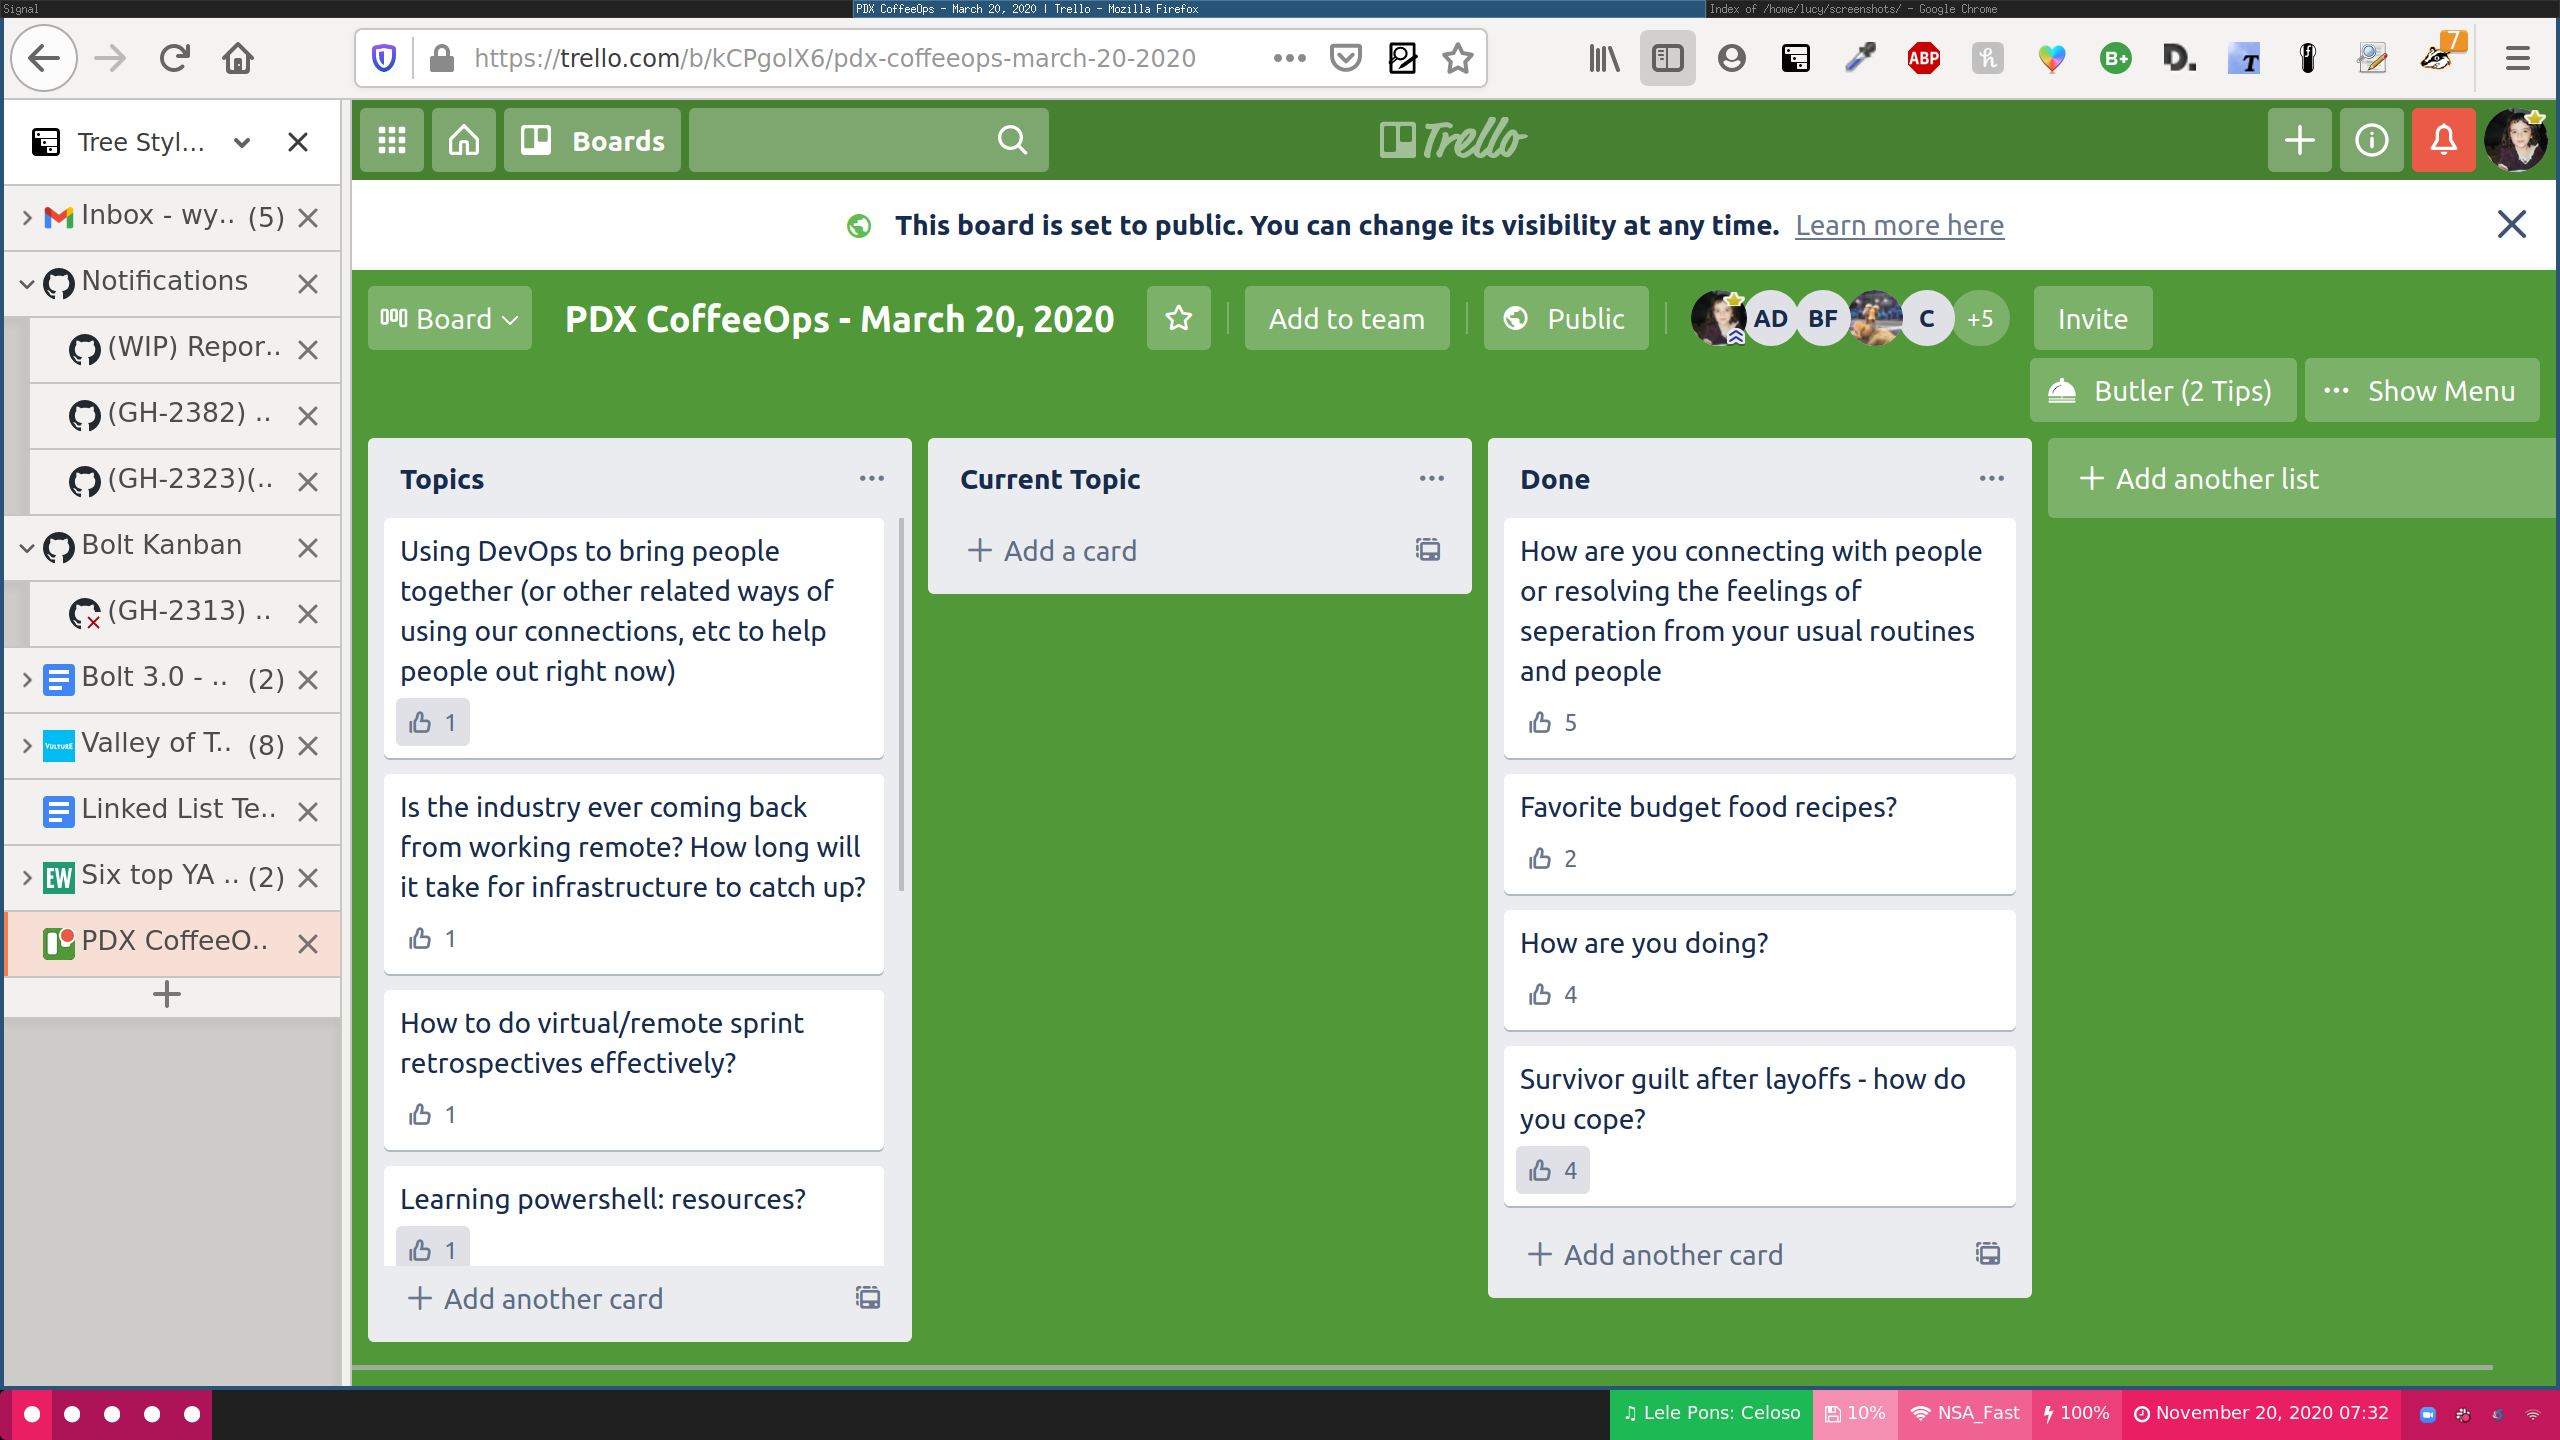 Signal
PDX CoffeeOps - March 20, 2020 | Trello - Mozilla Firefox
Index of /home/lucy/screenshots/ - Google Chrome
https://trello.com/b/kCPgolX6/pdx-coffeeops-march-20-2020
ABP
B+
D.
T
7
Tree Styl...
Boards
Trello
Inbox - wy.. (5)
This board is set to public. You can change its visibility at any time. Learn more here
Notifications
(WIP) Repor..
(GH-2382) ..
(GH-2323)(..
Bolt Kanban
(GH-2313) ..
Bolt 3.0 - .. (2)
VULTURE Valley of T.. (8)
Linked List Te..
EW Six top YA .. (2)
PDX CoffeeO..
Board
PDX CoffeeOps - March 20, 2020
Add to team
Public
AD
BF
C
+5
Invite
Butler (2 Tips)
Show Menu
Topics
Using DevOps to bring people
together (or other related ways of
using our connections, etc to help
people out right now)
1
Is the industry ever coming back
from working remote? How long will
it take for infrastructure to catch up?
1
How to do virtual/remote sprint
retrospectives effectively?
1
Learning powershell: resources?
1
Add another card
Current Topic
Add a card
Done
How are you connecting with people
or resolving the feelings of
seperation from your usual routines
and people
5
Favorite budget food recipes?
2
How are you doing?
4
Survivor guilt after layoffs - how do
you cope?
4
Add another card
Add another list
Lele Pons: Celoso
10%
NSA_Fast
100%
November 20, 2020 07:32